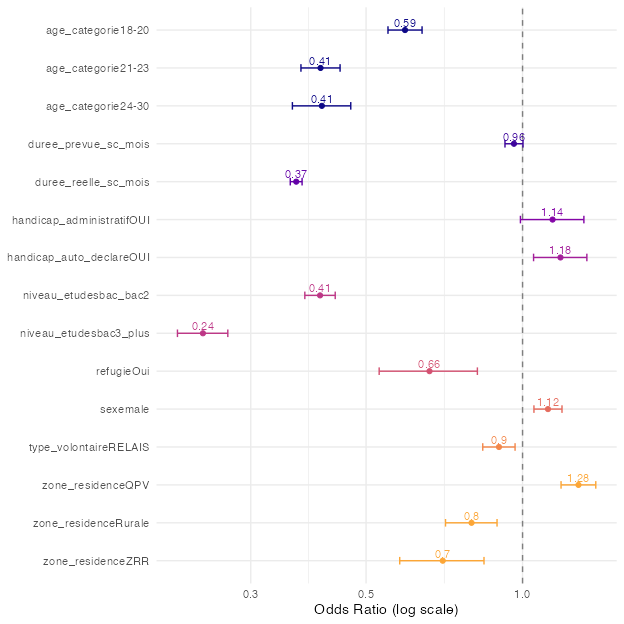 age_categorie18-20
0.59
age_categorie21-23
0.41
age_categorie24-30
0.41
duree_prevue_sc_mois
0.96
duree_reelle_sc_mois
0.37
handicap_administratifOUI
1.14
handicap_auto_declareOUI
1.18
niveau_etudesbac_bac2
0.41
niveau_etudesbac3_plus
0.24
refugieOui
0.66
sexemale
1.12
type_volontaireRELAIS
0.9
zone_residenceQPV
1.28
zone_residenceRurale
0.8
zone_residenceZRR
0.7
0.3 0.5 1.0
Odds Ratio (log scale)